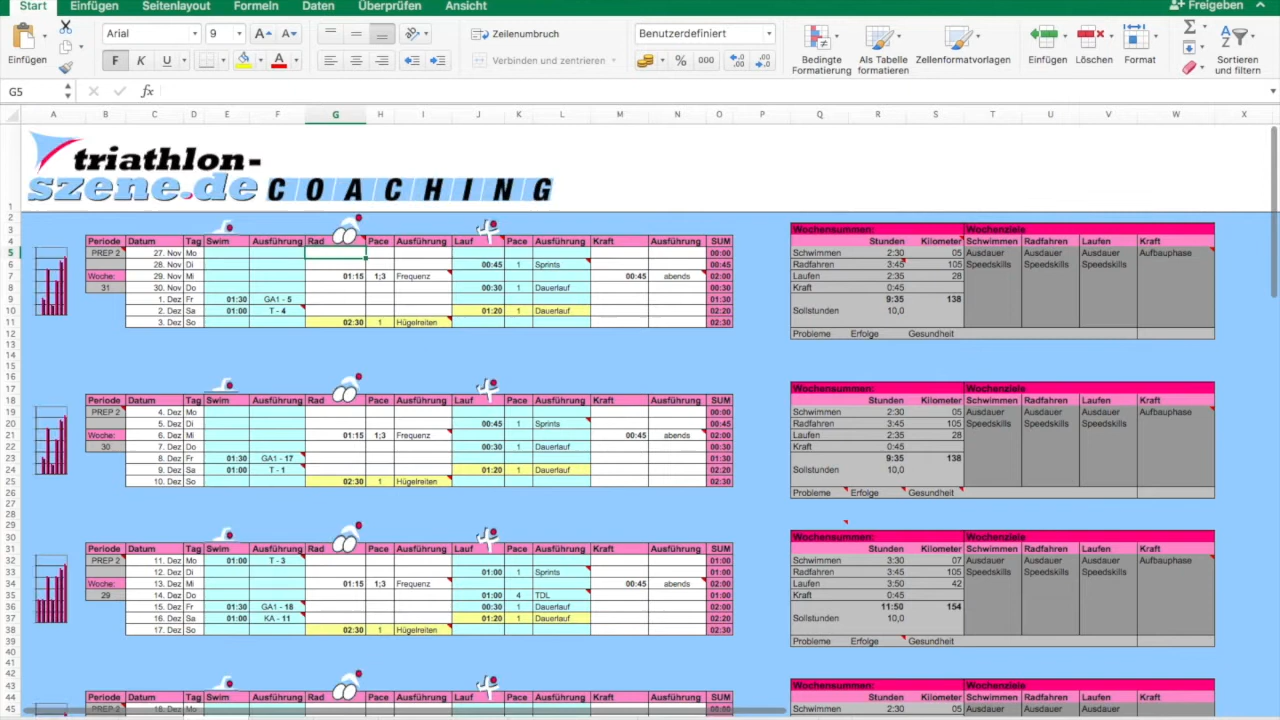 Start Einfügen Seitenlayout Formeln Daten Überprüfen Ansicht Freigeben
Einfügen Arial 9 A A Zeilenumbruch Benutzerdefiniert
F K U A Verbinden und zentrieren % 000 Bedingte Formatierung Als Tabelle formatieren Zellenformatvorlagen Einfügen Löschen Format Sortieren und filtern
G5 fx
A B C D E F G H I J K L M N O P Q R S T U V W X
triathlon-
szene.de COACHING
Wochensummen: Wochenziele
Periode Datum Tag Swim Ausführung Rad Pace Ausführung Lauf Pace Ausführung Kraft Ausführung SUM Stunden Kilometer Schwimmen Radfahren Laufen Kraft
PREP 2 27. Nov Mo 00:00 Schwimmen 2:30 05 Ausdauer Ausdauer Ausdauer Aufbauphase
28. Nov Di 00:45 1 Sprints 00:45 Radfahren 3:45 105 Speedskills Speedskills Speedskills
Woche: 29. Nov Mi 01:15 1;3 Frequenz 00:45 abends 02:00 Laufen 2:35 28
31 30. Nov Do 00:30 1 Dauerlauf 00:30 Kraft 0:45
1. Dez Fr 01:30 GA1 - 5 01:30 9:35 138
2. Dez Sa 01:00 T - 4 01:20 1 Dauerlauf 02:20 Sollstunden 10,0
3. Dez So 02:30 1 Hügelreiten 02:30
Probleme Erfolge Gesundheit
Wochensummen: Wochenziele
Periode Datum Tag Swim Ausführung Rad Pace Ausführung Lauf Pace Ausführung Kraft Ausführung SUM Stunden Kilometer Schwimmen Radfahren Laufen Kraft
PREP 2 4. Dez Mo 00:00 Schwimmen 2:30 05 Ausdauer Ausdauer Ausdauer Aufbauphase
5. Dez Di 00:45 1 Sprints 00:45 Radfahren 3:45 105 Speedskills Speedskills Speedskills
Woche: 6. Dez Mi 01:15 1;3 Frequenz 00:45 abends 02:00 Laufen 2:35 28
30 7. Dez Do 00:30 1 Dauerlauf 00:30 Kraft 0:45
8. Dez Fr 01:30 GA1 - 17 01:30 9:35 138
9. Dez Sa 01:00 T - 1 01:20 1 Dauerlauf 02:20 Sollstunden 10,0
10. Dez So 02:30 1 Hügelreiten 02:30
Probleme Erfolge Gesundheit
Wochensummen: Wochenziele
Periode Datum Tag Swim Ausführung Rad Pace Ausführung Lauf Pace Ausführung Kraft Ausführung SUM Stunden Kilometer Schwimmen Radfahren Laufen Kraft
PREP 2 11. Dez Mo 01:00 T - 3 01:00 Schwimmen 3:30 07 Ausdauer Ausdauer Ausdauer Aufbauphase
12. Dez Di 01:00 1 Sprints 01:00 Radfahren 3:45 105 Speedskills Speedskills Speedskills
Woche: 13. Dez Mi 01:15 1;3 Frequenz 00:45 abends 02:00 Laufen 3:50 42
29 14. Dez Do 01:00 4 TDL 01:00 Kraft 0:45
15. Dez Fr 01:30 GA1 - 18 00:30 1 Dauerlauf 02:00 11:50 154
16. Dez Sa 01:00 KA - 11 01:20 1 Dauerlauf 02:20 Sollstunden 10,0
17. Dez So 02:30 1 Hügelreiten 02:30
Probleme Erfolge Gesundheit
Wochensummen: Wochenziele
Periode Datum Tag Swim Ausführung Rad Pace Ausführung Lauf Pace Ausführung Kraft Ausführung SUM Stunden Kilometer Schwimmen Radfahren Laufen Kraft
PREP 2 18. Dez Mo 00:00 Schwimmen 2:30 05 Ausdauer Ausdauer Ausdauer Aufbauphase